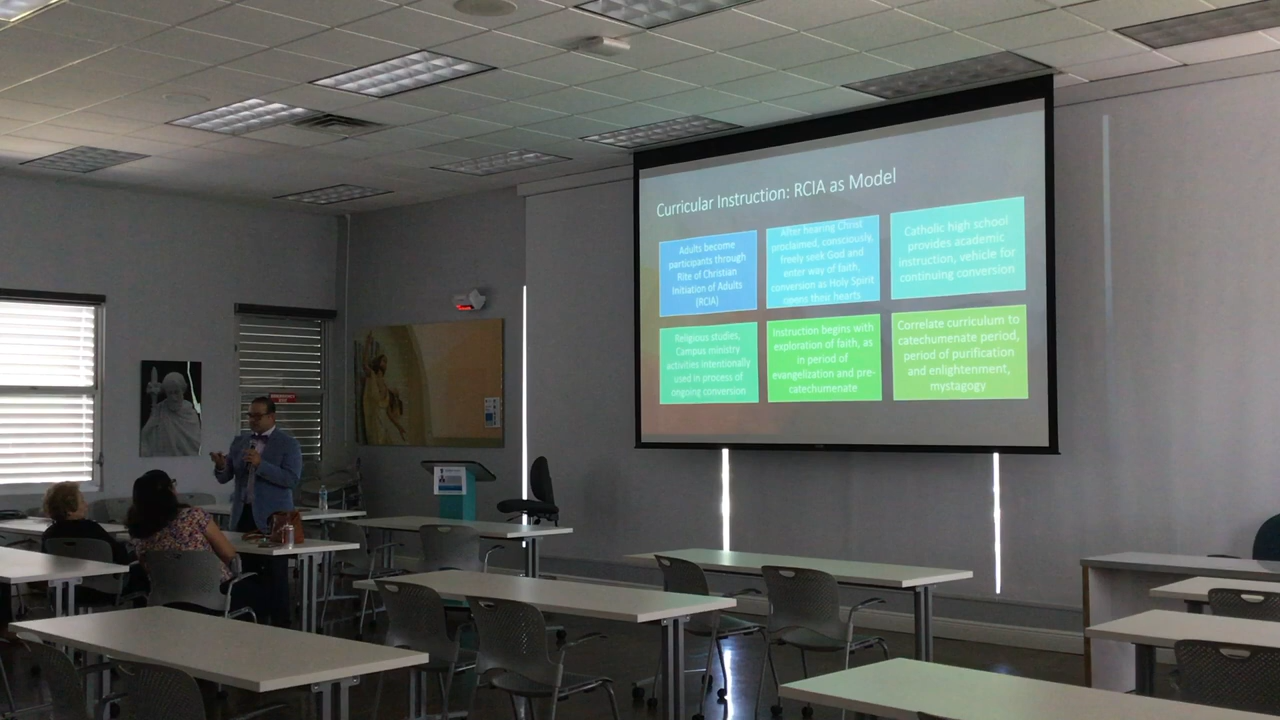 Curricular Instruction: RCIA as Model
Adults become
participants through
Rite of Christian
Initiation of Adults
(RCIA)
After hearing Christ
proclaimed, consciously,
freely seek God and
enter way of faith,
conversion as Holy Spirit
opens their hearts
Catholic high school
provides academic
instruction, vehicle for
continuing conversion
Religious studies,
Campus ministry
activities intentionally
used in process of
ongoing conversion
Instruction begins with
exploration of faith, as
in period of
evangelization and pre-
catechumenate
Correlate curriculum to
catechumenate period,
period of purification
and enlightenment,
mystagogy